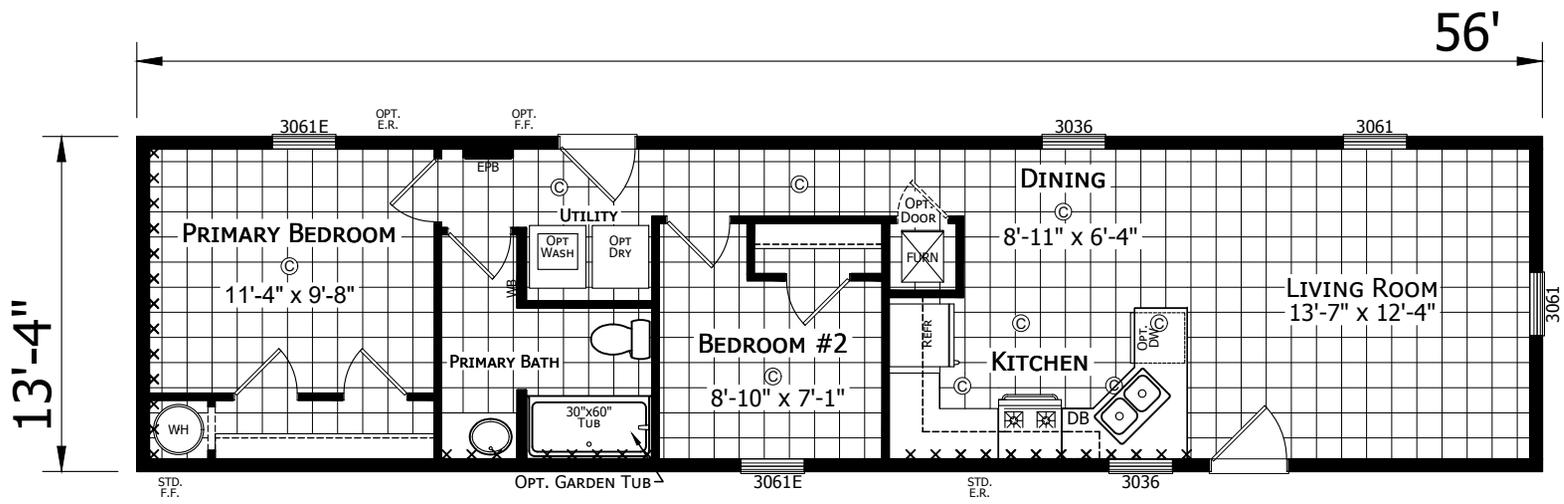 56'
13'-4"
3061E
OPT.
E.R.
OPT.
F.F.
3036
3061
EPB
C
UTILITY
OPT
WASH
OPT
DRY
WB
PRIMARY BEDROOM
C
11'-4" x 9'-8"
C
OPT
DOOR
FURN
DINING
C
8'-11" x 6'-4"
LIVING ROOM
13'-7" x 12'-4"
3061
PRIMARY BATH
30"x60"
TUB
WH
BEDROOM #2
C
8'-10" x 7'-1"
REFR
C
KITCHEN
C
C
OPT.
DW
C
DB
STD.
F.F.
OPT. GARDEN TUB
3061E
STD.
E.R.
3036